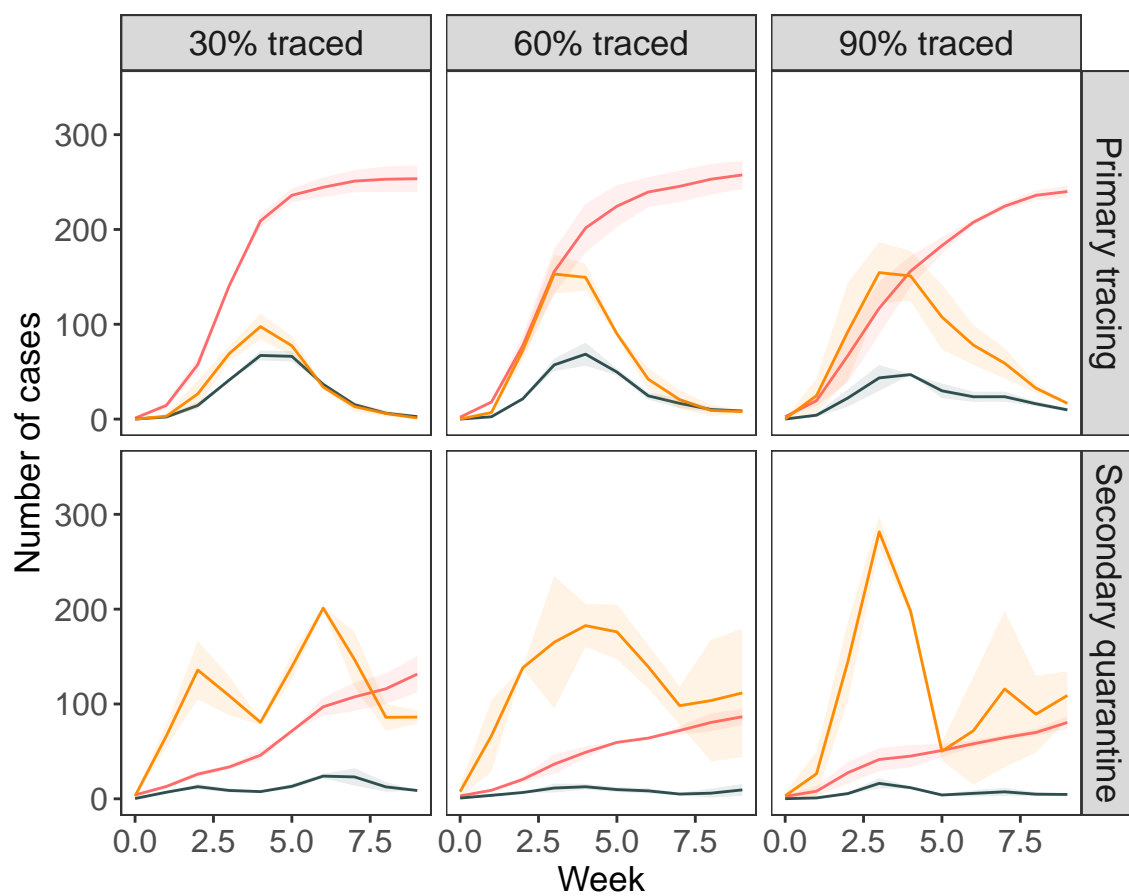 30% traced
60% traced
90% traced
Number of cases
300
200
100
0
Primary tracing
300
200
100
0
Secondary quarantine
0.0 2.5 5.0 7.5
0.0 2.5 5.0 7.5
0.0 2.5 5.0 7.5
Week